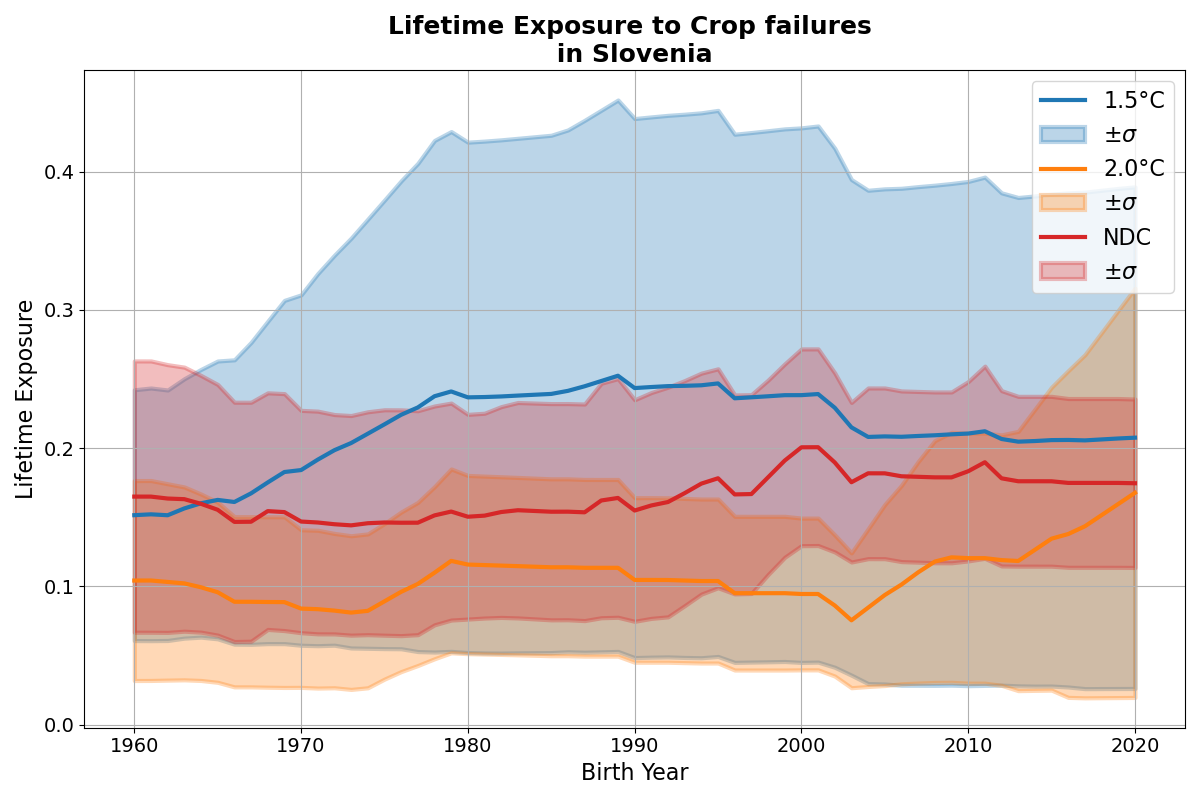 Lifetime Exposure to Crop failures
in Slovenia
1.5°C
±σ
2.0°C
±σ
NDC
±σ
Lifetime Exposure
0.4
0.3
0.2
0.1
0.0
1960 1970 1980 1990 2000 2010 2020
Birth Year